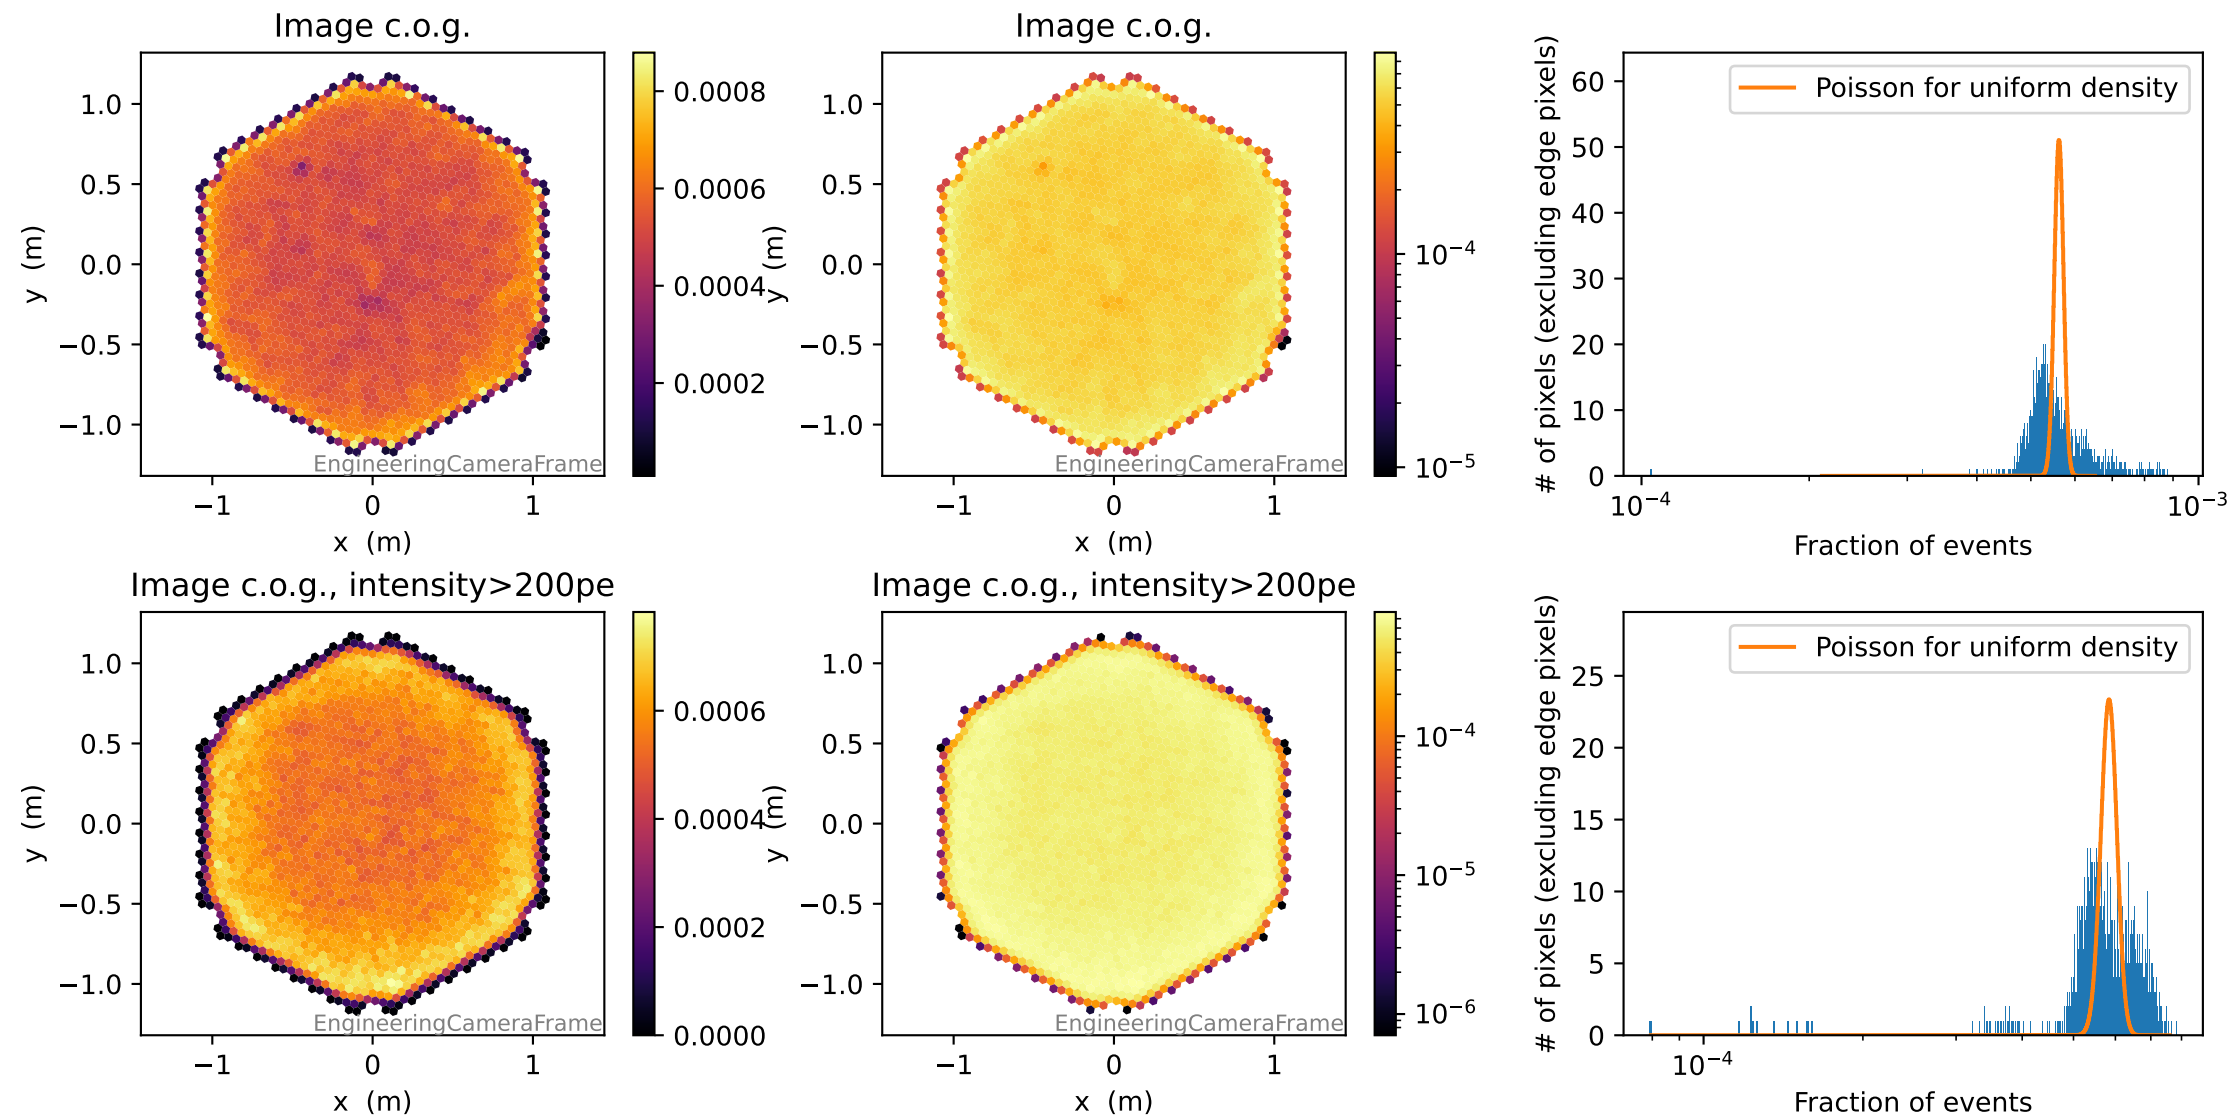 Image c.o.g.
1.0
0.5
0.0
−0.5
−1.0
y (m)
−1
0
1
x (m)
EngineeringCameraFrame
0.0008
0.0006
0.0004
0.0002
Image c.o.g.
1.0
0.5
0.0
−0.5
−1.0
y (m)
−1
0
1
x (m)
EngineeringCameraFrame
10⁻⁴
10⁻⁵
# of pixels (excluding edge pixels)
60
50
40
30
20
10
0
Poisson for uniform density
10⁻⁴
10⁻³
Fraction of events
Image c.o.g., intensity>200pe
1.0
0.5
0.0
−0.5
−1.0
y (m)
−1
0
1
x (m)
EngineeringCameraFrame
0.0006
0.0004
0.0002
0.0000
Image c.o.g., intensity>200pe
1.0
0.5
0.0
−0.5
−1.0
y (m)
−1
0
1
x (m)
EngineeringCameraFrame
10⁻⁴
10⁻⁵
10⁻⁶
# of pixels (excluding edge pixels)
25
20
15
10
5
0
Poisson for uniform density
10⁻⁴
Fraction of events